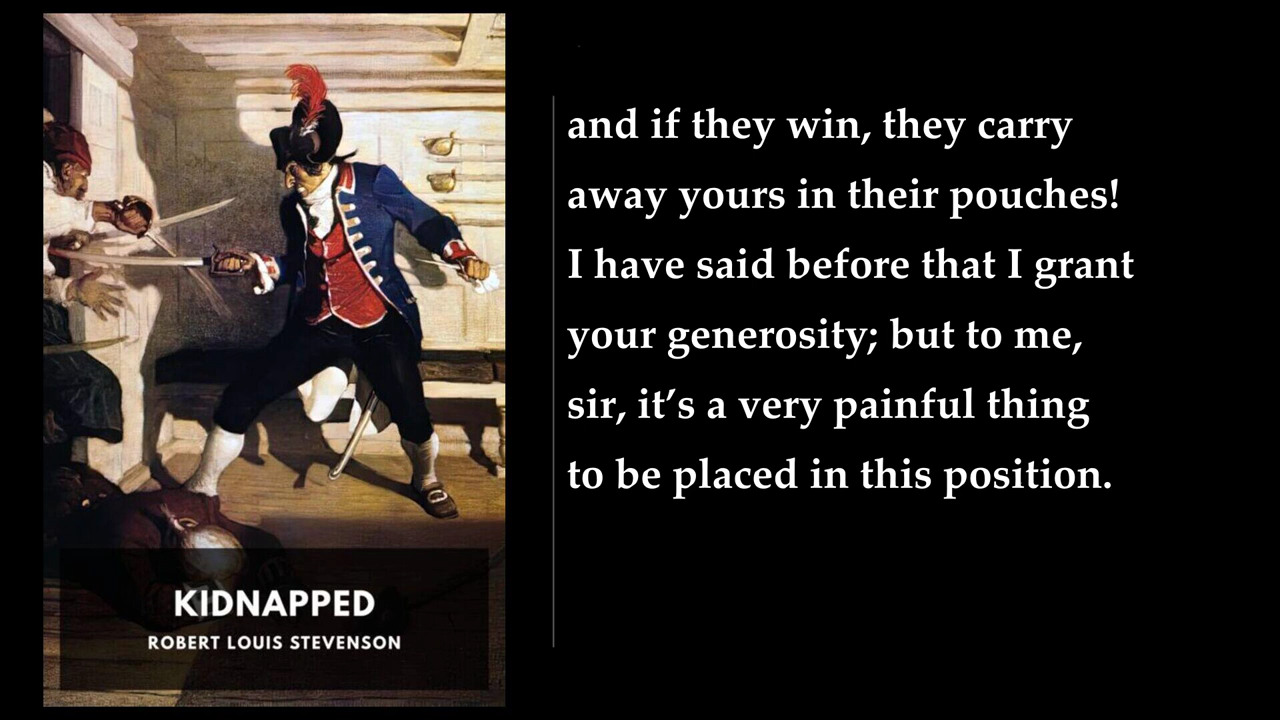 and if they win, they carry
away yours in their pouches!
I have said before that I grant
your generosity; but to me,
sir, it’s a very painful thing
to be placed in this position.
KIDNAPPED
ROBERT LOUIS STEVENSON